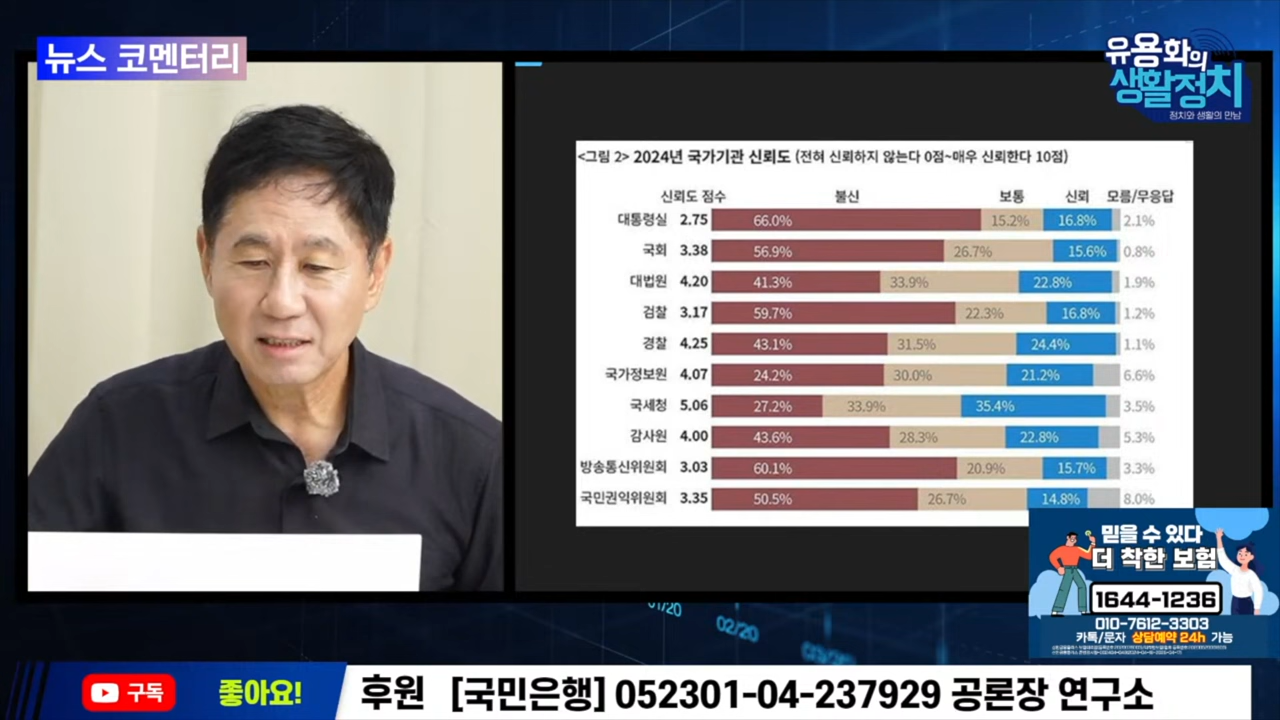 뉴스 코멘터리
유용화의
생활정치
정치와 생활의 만남
<그림 2> 2024년 국가기관 신뢰도 (전혀 신뢰하지 않는다 0점~매우 신뢰한다 10점)
신뢰도 점수 불신 보통 신뢰 모름/무응답
대통령실 2.75 66.0% 15.2% 16.8% 2.1%
국회 3.38 56.9% 26.7% 15.6% 0.8%
대법원 4.20 41.3% 33.9% 22.8% 1.9%
검찰 3.17 59.7% 22.3% 16.8% 1.2%
경찰 4.25 43.1% 31.5% 24.4% 1.1%
국가정보원 4.07 24.2% 30.0% 21.2% 6.6%
국세청 5.06 27.2% 33.9% 35.4% 3.5%
감사원 4.00 43.6% 28.3% 22.8% 5.3%
방송통신위원회 3.03 60.1% 20.9% 15.7% 3.3%
국민권익위원회 3.35 50.5% 26.7% 14.8% 8.0%
믿을 수 있다
더 착한 보험
1644-1236
010-7612-3303
카톡/문자 상담예약 24h 가능
01/20
02/20
구독
좋아요!
후원 [국민은행] 052301-04-237929 공론장 연구소